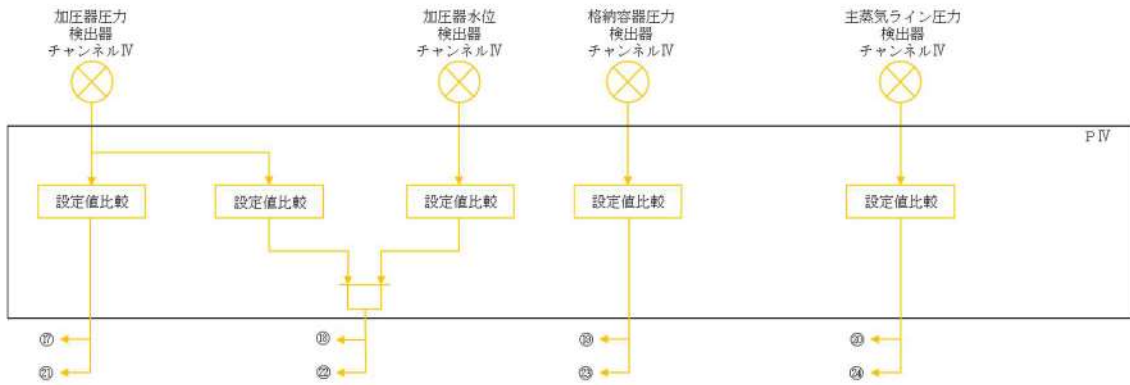 加圧器圧力
検出器
チャンネルⅣ
加圧器水位
検出器
チャンネルⅣ
格納容器圧力
検出器
チャンネルⅣ
主蒸気ライン圧力
検出器
チャンネルⅣ
PⅣ
設定値比較
設定値比較
設定値比較
設定値比較
設定値比較
⑰
⑱
⑲
⑳
㉑
㉒
㉓
㉔